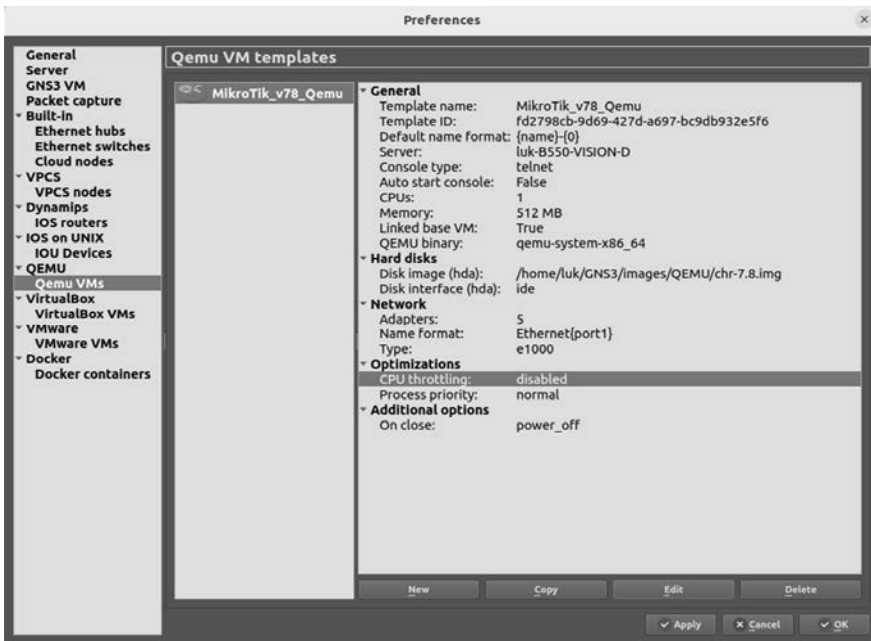 Preferences
General
Server
GNS3 VM
Packet capture
Built-in
Ethernet hubs
Ethernet switches
Cloud nodes
VPCS
VPCS nodes
Dynamips
IOS routers
IOS on UNIX
IOU Devices
QEMU
Qemu VMs
VirtualBox
VirtualBox VMs
VMware
VMware VMs
Docker
Docker containers
Qemu VM templates
MikroTik_v78_Qemu
General
Template name: MikroTik_v78_Qemu
Template ID: fd2798cb-9d69-427d-a697-bc9db932e5f6
Default name format: {name}-{0}
Server: luk-B550-VISION-D
Console type: telnet
Auto start console: False
CPUs: 1
Memory: 512 MB
Linked base VM: True
QEMU binary: qemu-system-x86_64
Hard disks
Disk image (hda): /home/luk/GNS3/images/QEMU/chr-7.8.img
Disk interface (hda): ide
Network
Adapters: 5
Name format: Ethernet{port1}
Type: e1000
Optimizations
CPU throttling: disabled
Process priority: normal
Additional options
On close: power_off
New Copy Edit Delete
Apply Cancel OK